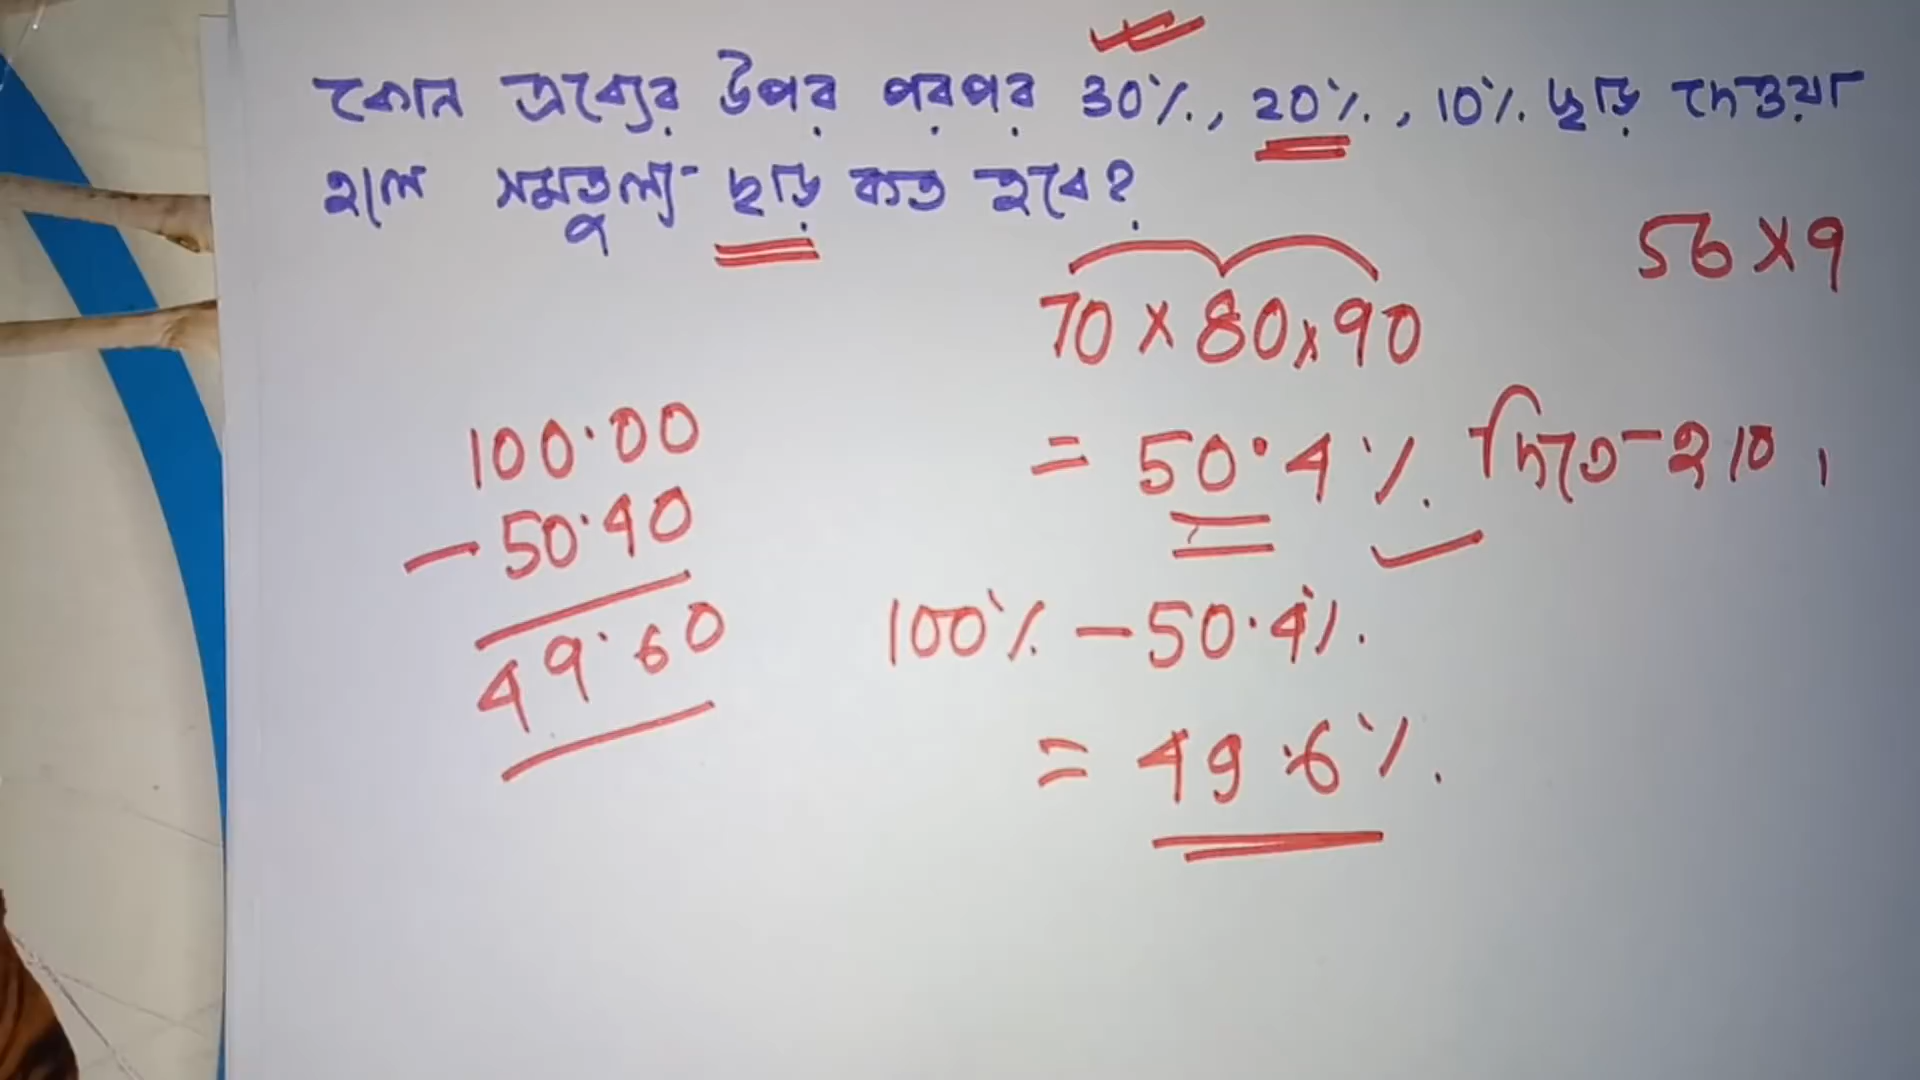 কোন দ্রব্যের উপর পরপর 30%, 20%, 10% ছাড় দেওয়া
হলে সমতুল্য ছাড় কত হবে?
56×9
70×80×90
100.00
= 50.4% দিতে হলো।
-50.40
49.60
100% - 50.4%.
= 49.6%.